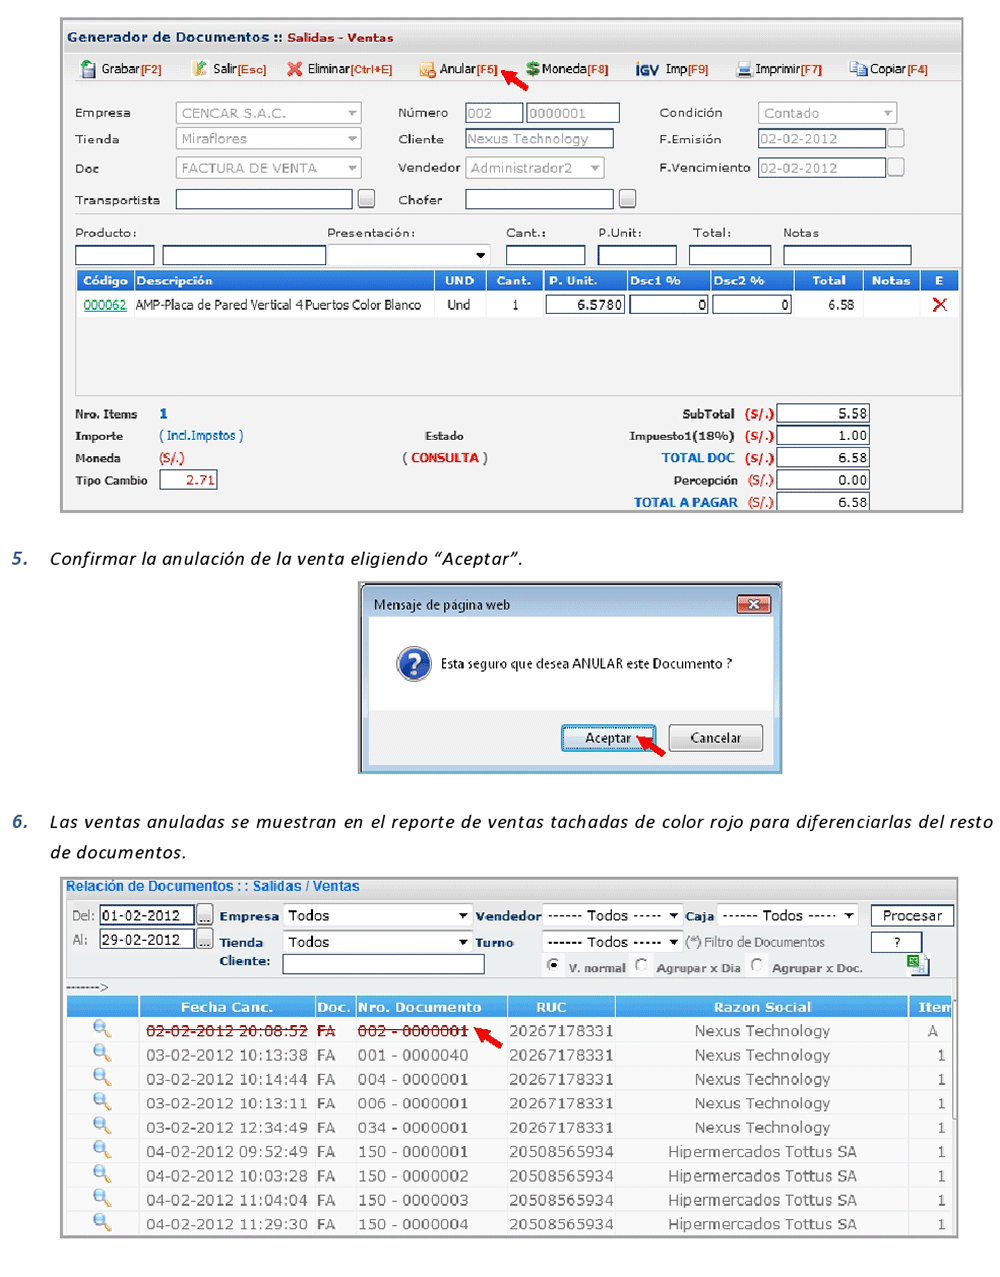 Generador de Documentos :: Salidas - Ventas
Grabar[F2] Salir[Esc] Eliminar[Ctrl+E] Anular[F5] Moneda[F8] IGV Imp[F9] Imprimir[F7] Copiar[F4]
Empresa CENCAR S.A.C. Número 002 0000001 Condición Contado
Tienda Miraflores Cliente Nexus Technology F.Emisión 02-02-2012
Doc FACTURA DE VENTA Vendedor Administrador2 F.Vencimiento 02-02-2012
Transportista Chofer
Producto: Presentación: Cant.: P.Unit: Total: Notas
Código Descripción UND Cant. P. Unit. Dsc1 % Dsc2 % Total Notas E
000062 AMP-Placa de Pared Vertical 4 Puertos Color Blanco Und 1 6.5780 0 0 6.58
Nro. Items 1 SubTotal (S/.) 5.58
Importe (Incl.Impstos) Estado Impuesto1(18%) (S/.) 1.00
Moneda (S/.) (CONSULTA) TOTAL DOC (S/.) 6.58
Tipo Cambio 2.71 Percepción (S/.) 0.00
TOTAL A PAGAR (S/.) 6.58
5. Confirmar la anulación de la venta eligiendo “Aceptar”.
Mensaje de página web
Esta seguro que desea ANULAR este Documento ?
Aceptar Cancelar
6. Las ventas anuladas se muestran en el reporte de ventas tachadas de color rojo para diferenciarlas del resto
de documentos.
Relación de Documentos : : Salidas / Ventas
Del: 01-02-2012 ... Empresa Todos Vendedor ------ Todos ----- Caja ------ Todos ----- Procesar
Al: 29-02-2012 ... Tienda Todos Turno ------ Todos ----- (*) Filtro de Documentos ?
Cliente: V. normal Agrupar x Dia Agrupar x Doc.
------->
Fecha Canc. Doc. Nro. Documento RUC Razon Social Item
02-02-2012 20:08:52 FA 002 - 0000001 20267178331 Nexus Technology A
03-02-2012 10:13:38 FA 001 - 0000040 20267178331 Nexus Technology 1
03-02-2012 10:14:44 FA 004 - 0000001 20267178331 Nexus Technology 1
03-02-2012 10:13:11 FA 006 - 0000001 20267178331 Nexus Technology 1
03-02-2012 12:34:49 FA 034 - 0000001 20267178331 Nexus Technology 1
04-02-2012 09:52:49 FA 150 - 0000001 20508565934 Hipermercados Tottus SA 1
04-02-2012 10:03:28 FA 150 - 0000002 20508565934 Hipermercados Tottus SA 1
04-02-2012 11:04:04 FA 150 - 0000003 20508565934 Hipermercados Tottus SA 1
04-02-2012 11:29:30 FA 150 - 0000004 20508565934 Hipermercados Tottus SA 1